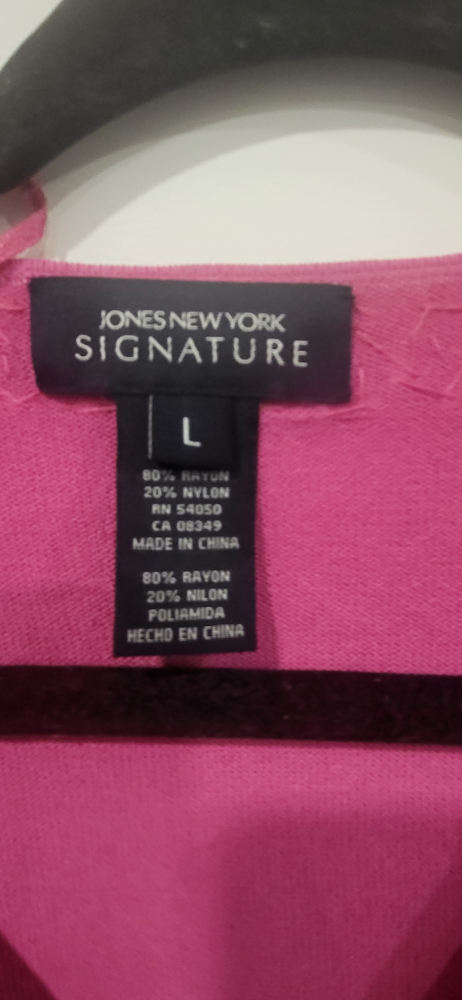 JONES NEW YORK
SIGNATURE
L
80% RAYON
20% NYLON
RN 54050
CA 08349
MADE IN CHINA
80% RAYON
20% NILON
POLIAMIDA
HECHO EN CHINA